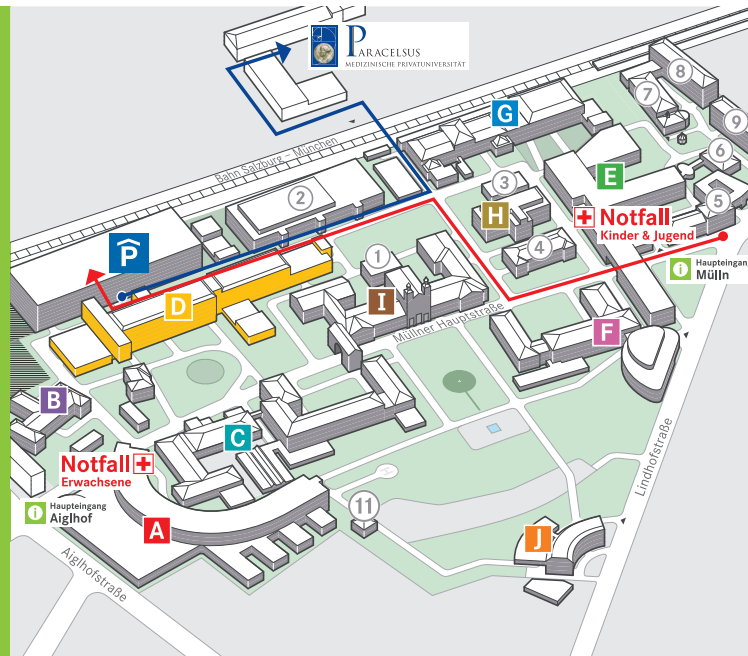 PARACELSUS
MEDIZINISCHE PRIVATUNIVERSITÄT
8
7
9
G
Bahn Salzburg – München
6
E
3
2
5
H
Notfall
Kinder & Jugend
P
4
1
i Haupteingang
Mülln
D
I
Müllner Hauptstraße
F
B
C
Notfall
Erwachsene
Lindhofstraße
i Haupteingang
Aiglhof
11
A
J
Aiglhofstraße